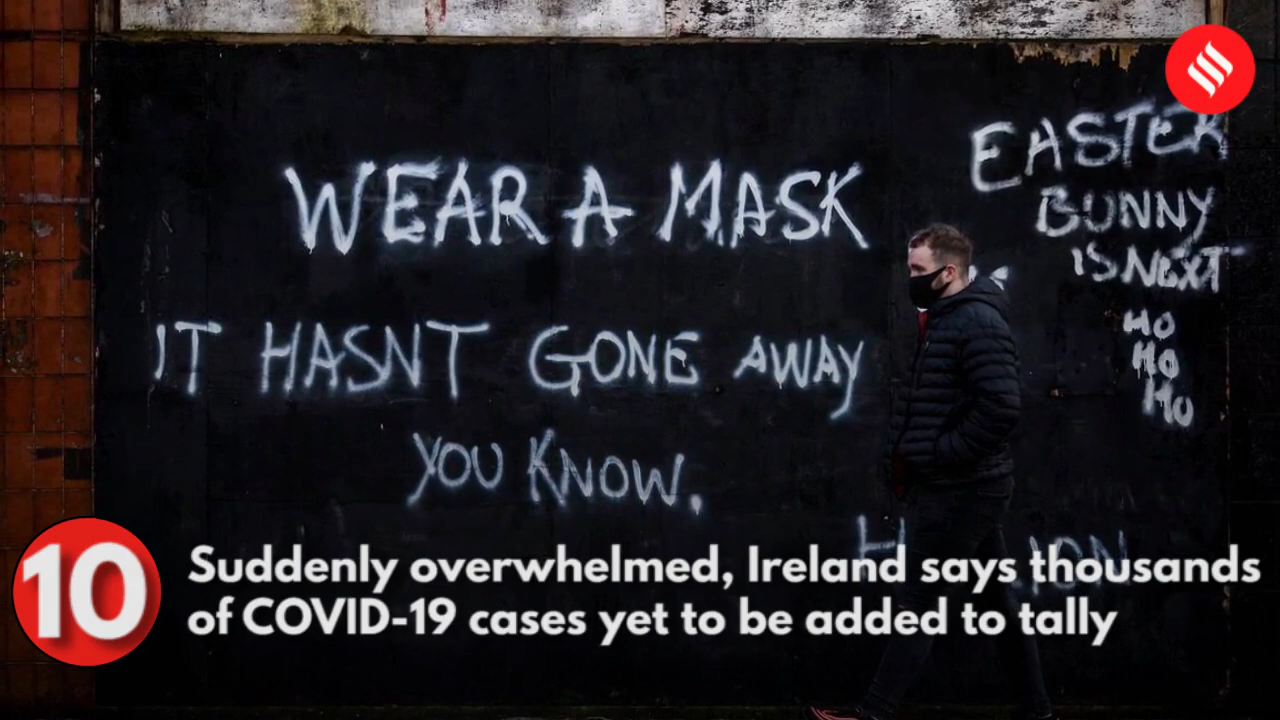 WEAR A MASK
IT HASNT GONE AWAY
YOU KNOW.
EASTER
BUNNY
IS NEXT
HO
HO
HO
10
Suddenly overwhelmed, Ireland says thousands
of COVID-19 cases yet to be added to tally